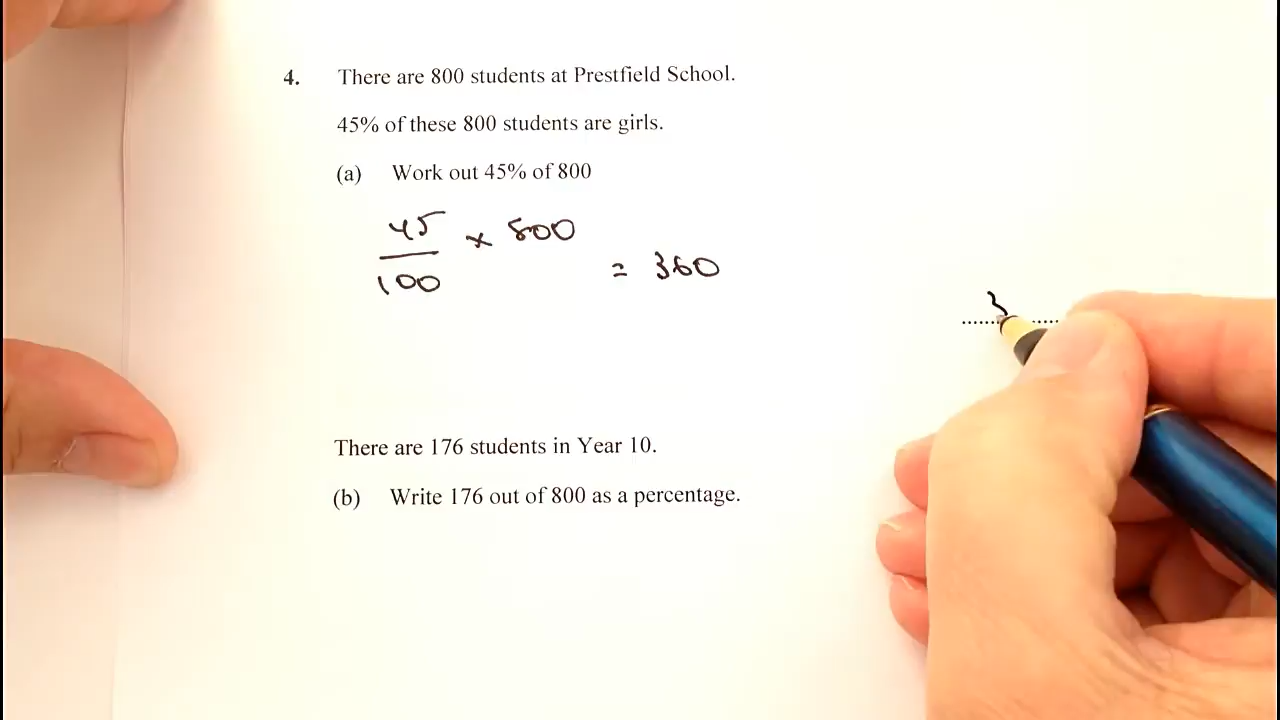 4. There are 800 students at Prestfield School.
45% of these 800 students are girls.
(a) Work out 45% of 800
45
× 800
100
= 360
3
There are 176 students in Year 10.
(b) Write 176 out of 800 as a percentage.